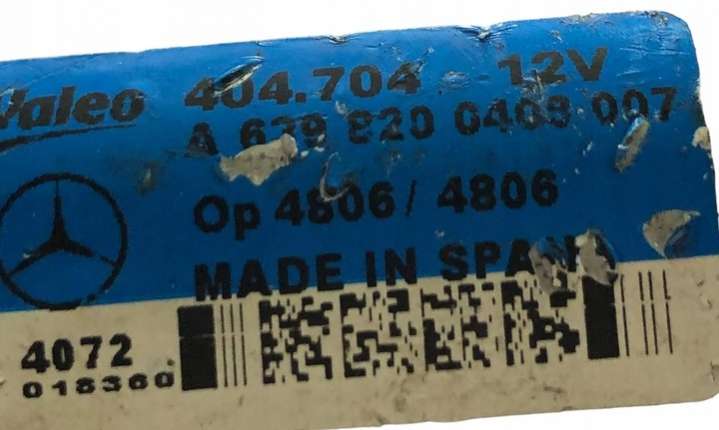 Valeo 404.704 12V
A 639 820 0408 007
Op 4806 / 4806
MADE IN SPAIN
4072
018360